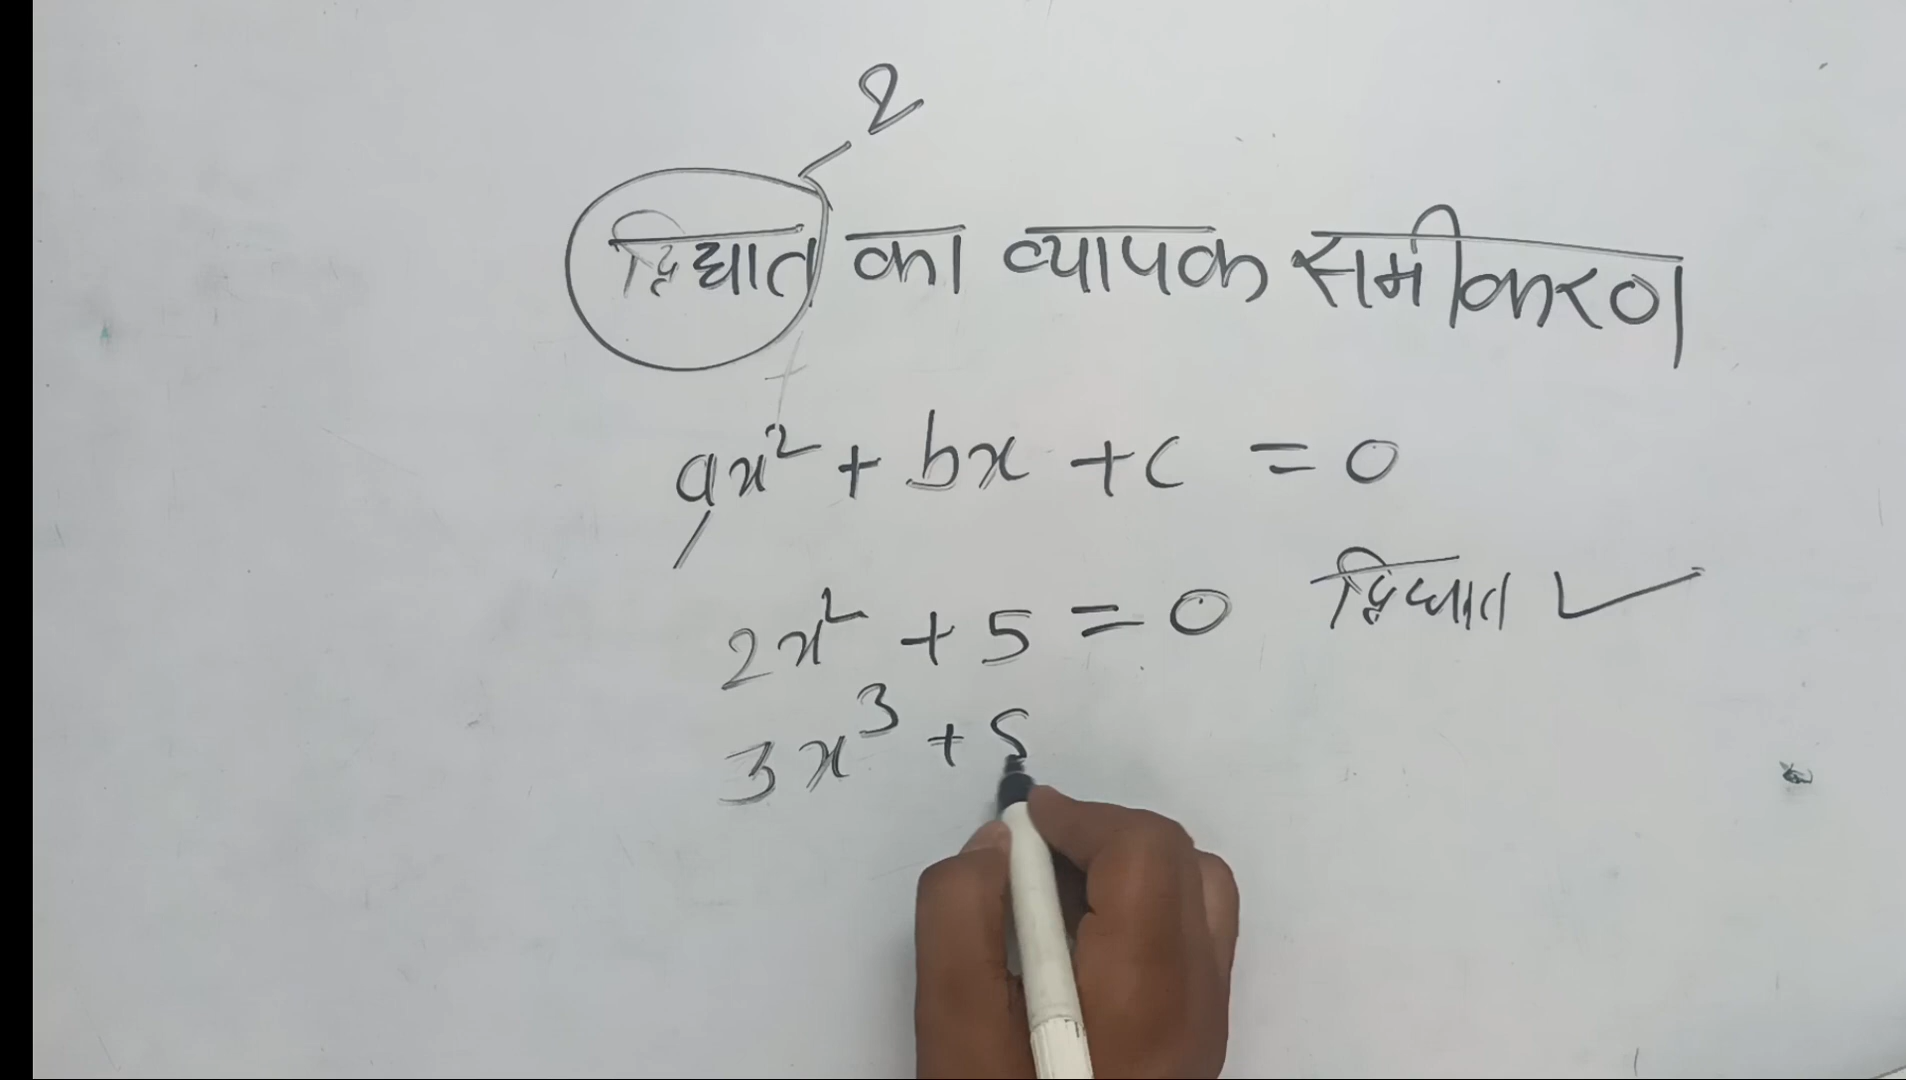 2
द्विघात का व्यापक समीकरण
ax² + bx + c = 0
2x² + 5 = 0 द्विघात ✓
3x³ + 5